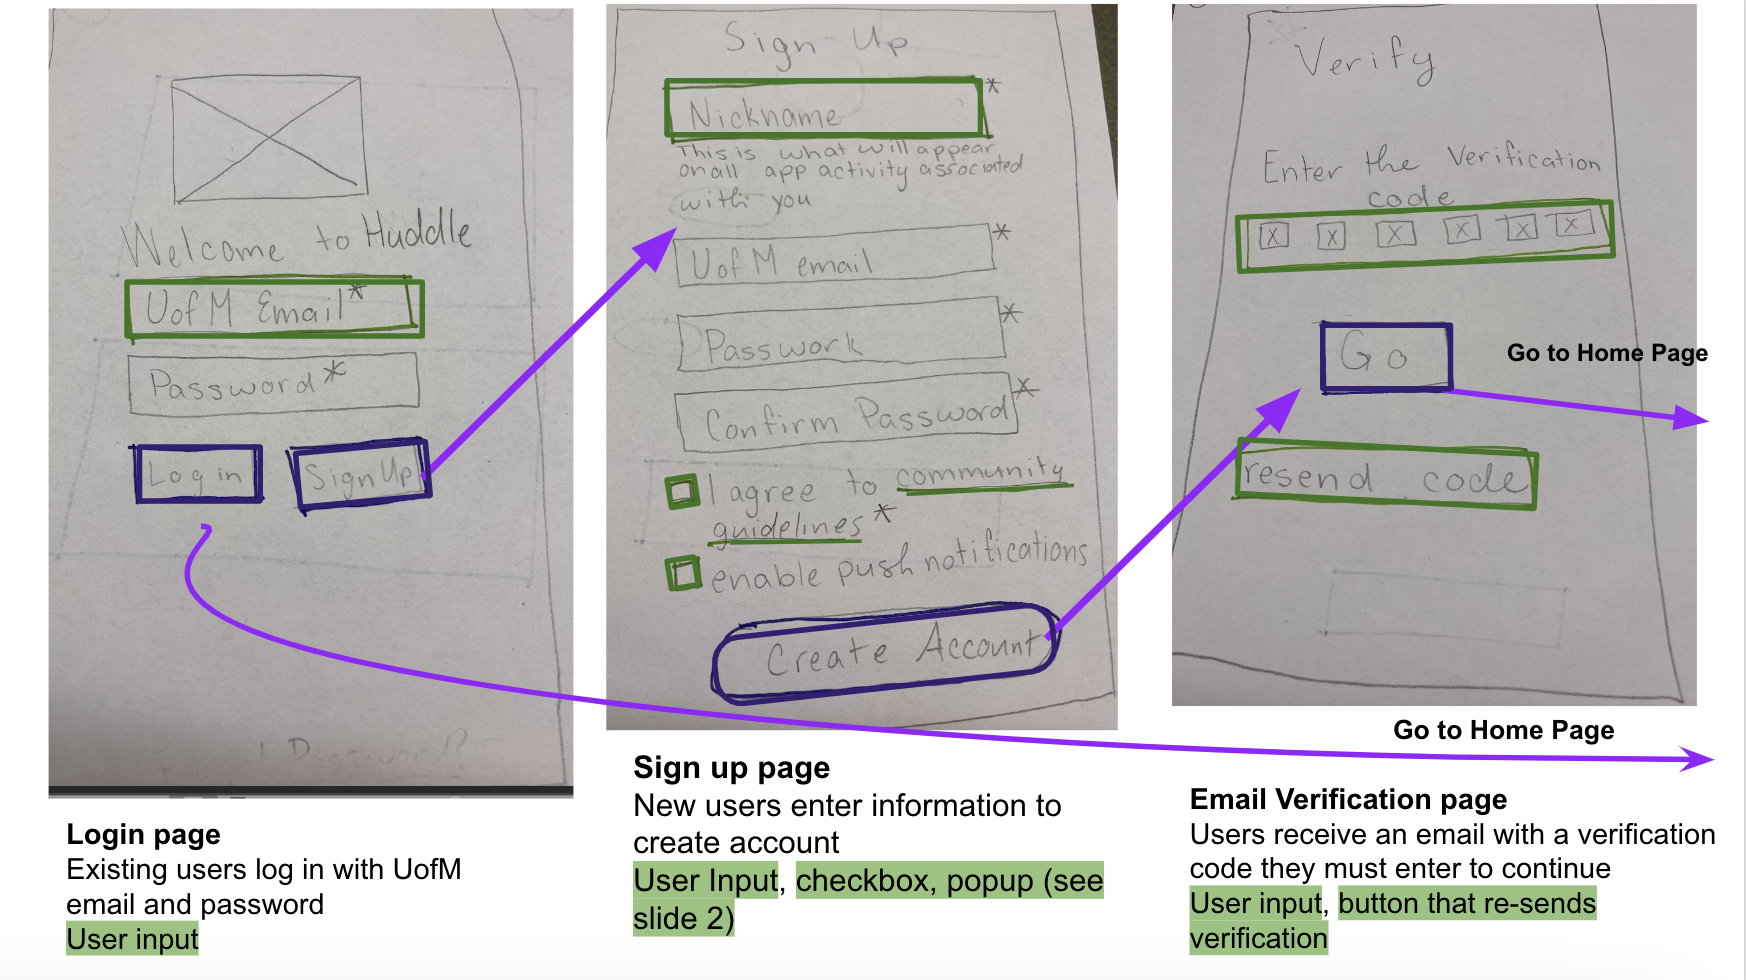 Welcome to Huddle
UofM Email*
Password*
Log in
Sign Up
Password!?
Login page
Existing users log in with UofM
email and password
User input
Sign-Up
Nickname
*
This is what will appear
on all app activity associated
with you
UofM email
*
Passwork
*
Confirm Password
*
I agree to community
guidelines*
enable push notifications
Create Account
Sign up page
New users enter information to
create account
User Input, checkbox, popup (see
slide 2)
Verify
Enter the Verification
code
X X X X X X
Go
Go to Home Page
resend code
Go to Home Page
Email Verification page
Users receive an email with a verification
code they must enter to continue
User input, button that re-sends
verification